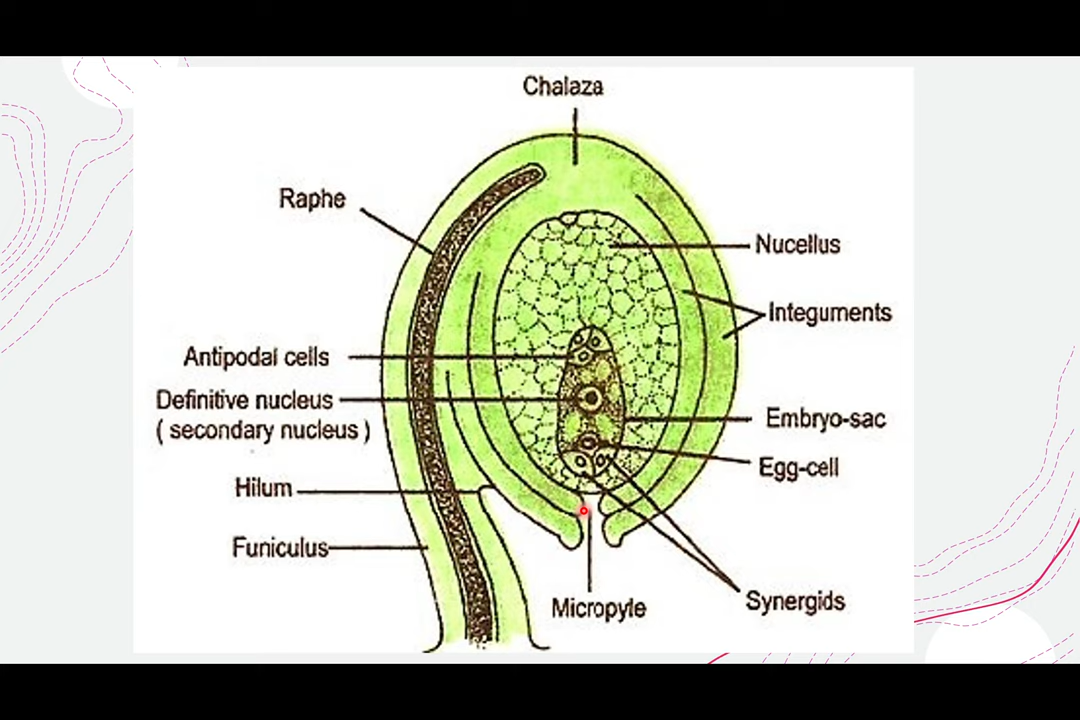 Chalaza
Raphe
Nucellus
Integuments
Antipodal cells
Definitive nucleus
( secondary nucleus )
Embryo-sac
Egg-cell
Hilum
Funiculus
Micropyle
Synergids